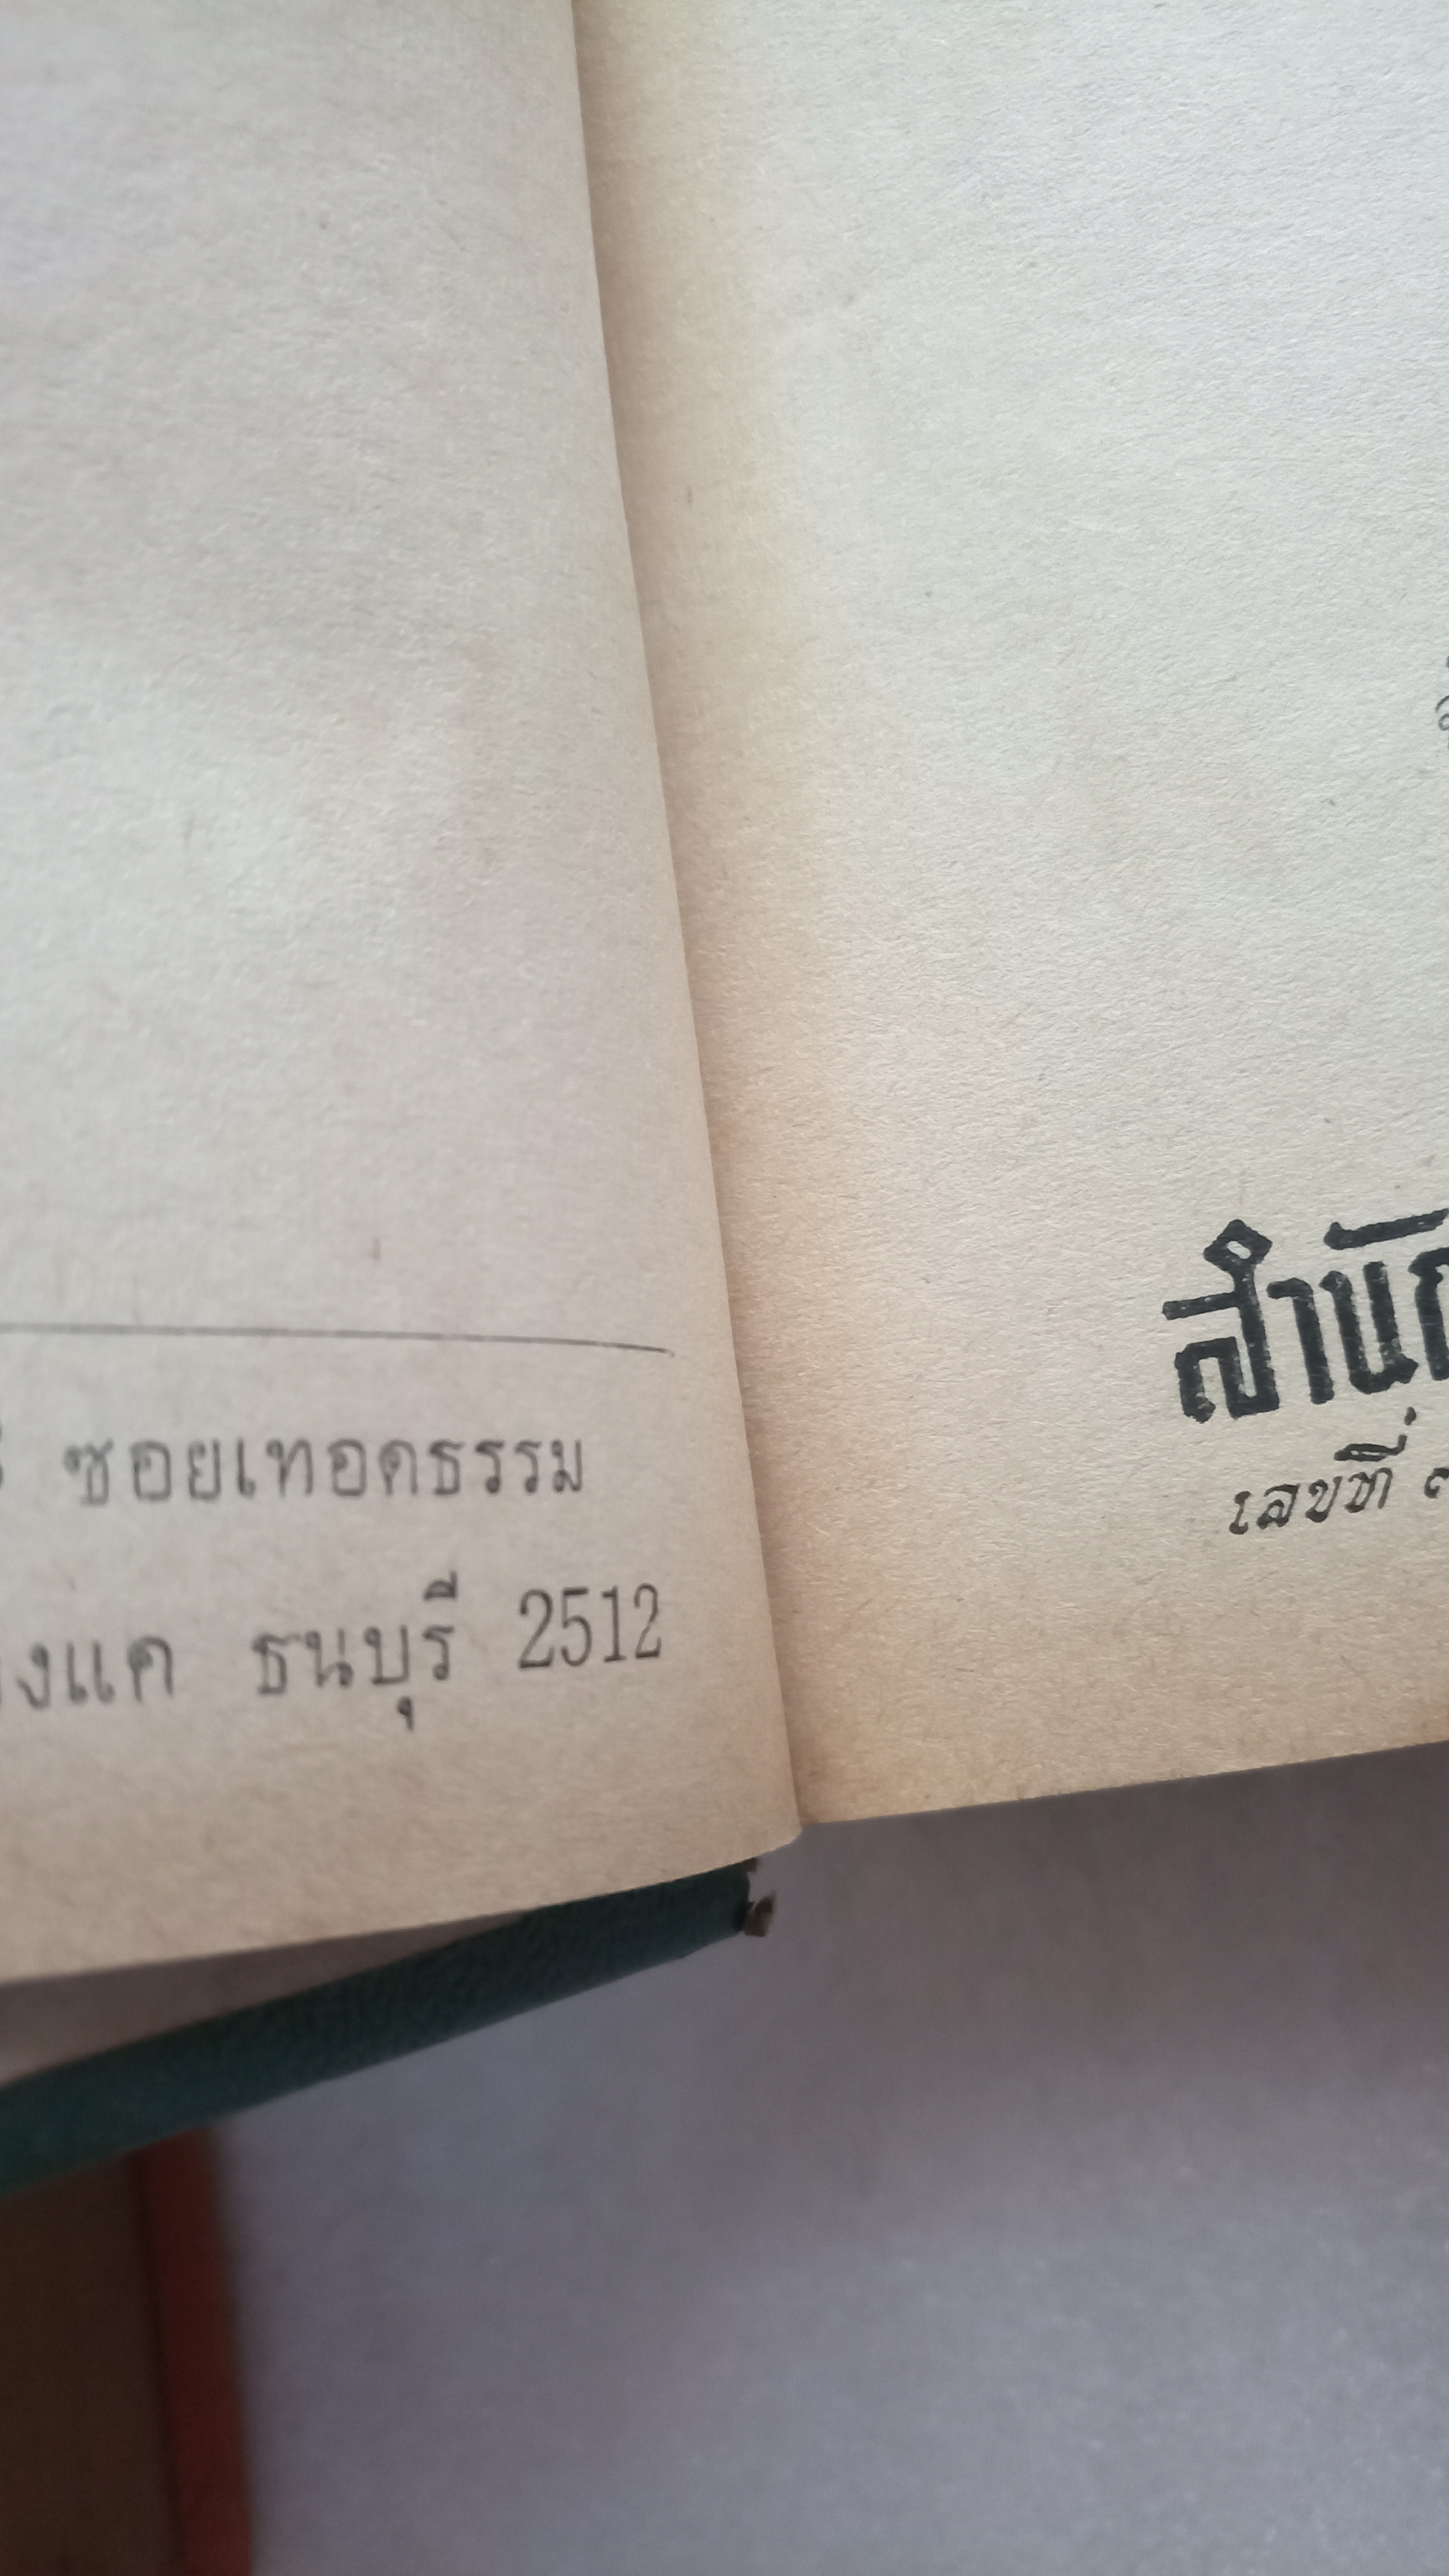 ซอยเทอดธรรม
งแค ธนบุรี 2512
สำนัก
เลขที่